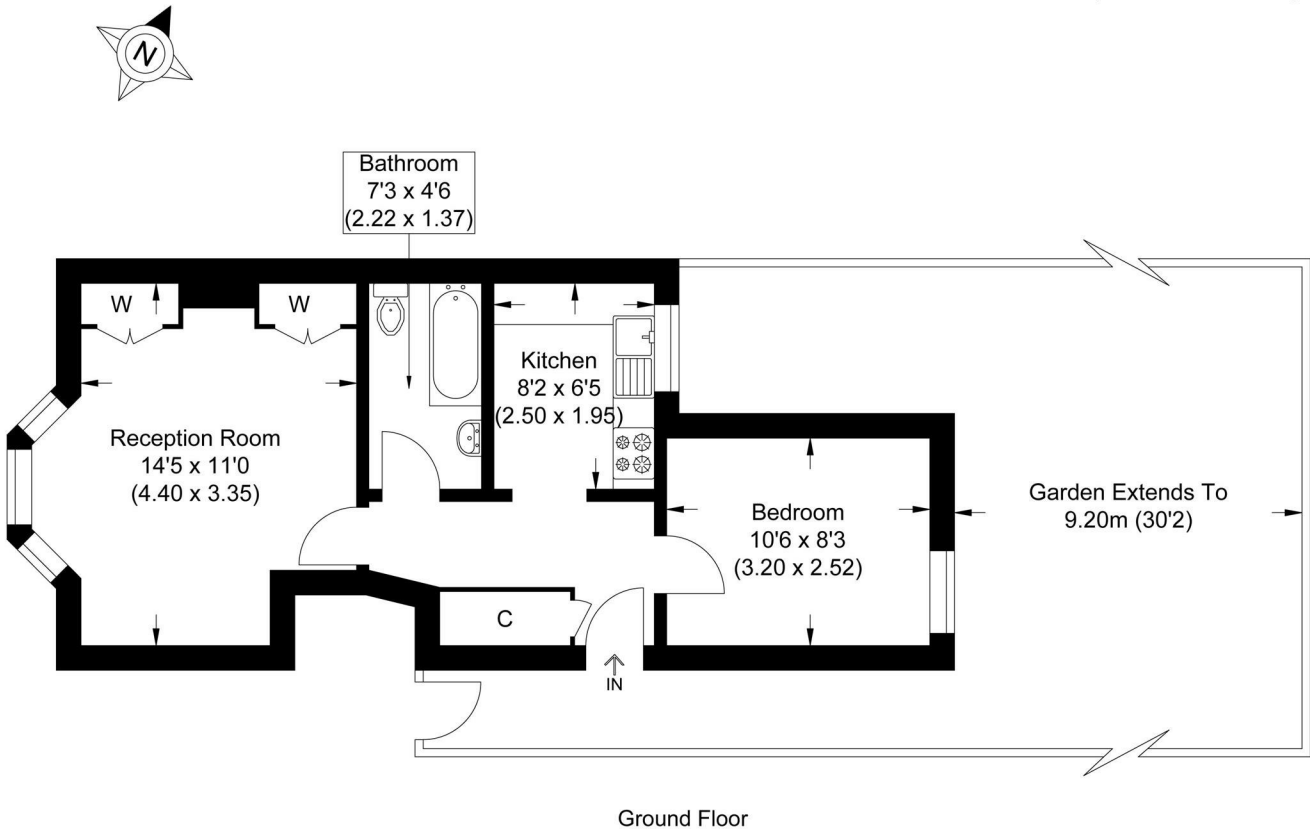 N
Bathroom
7'3 x 4'6
(2.22 x 1.37)
W
W
Kitchen
8'2 x 6'5
(2.50 x 1.95)
Reception Room
14'5 x 11'0
(4.40 x 3.35)
Bedroom
10'6 x 8'3
(3.20 x 2.52)
Garden Extends To
9.20m (30'2)
C
IN
Ground Floor